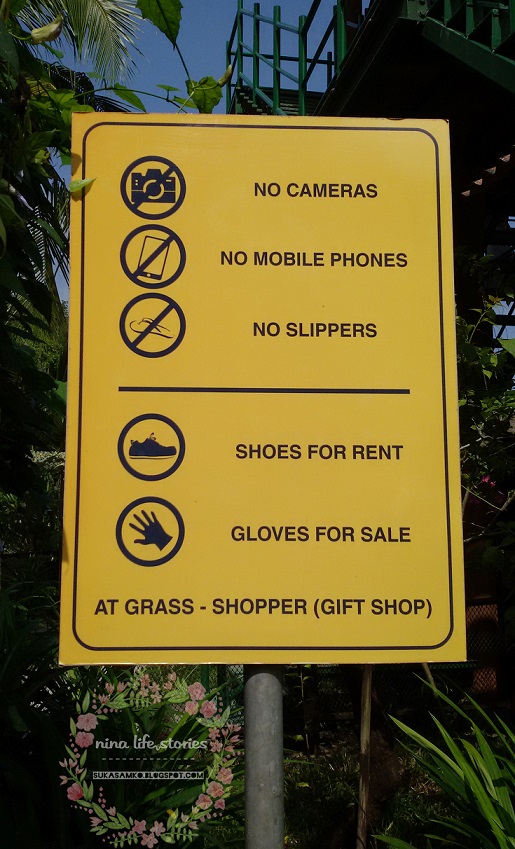 NO CAMERAS
NO MOBILE PHONES
NO SLIPPERS
SHOES FOR RENT
GLOVES FOR SALE
AT GRASS - SHOPPER (GIFT SHOP)
nina life stories
SUKASAMKO.BLOGSPOT.COM